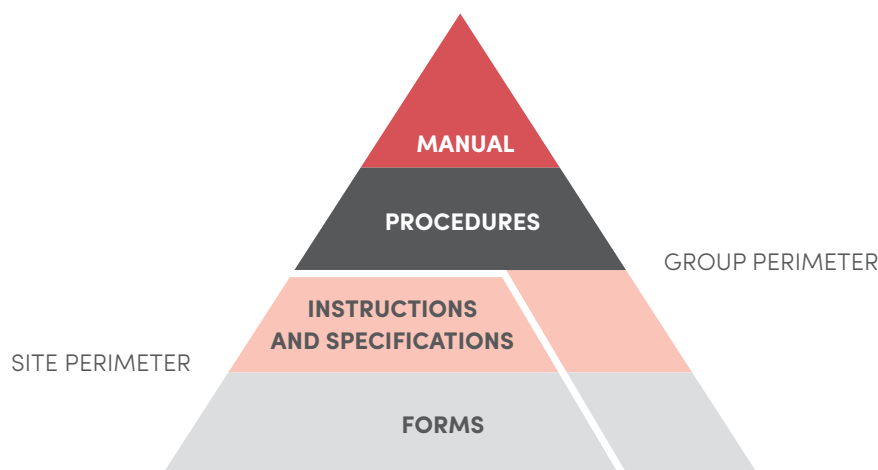 MANUAL
PROCEDURES
GROUP PERIMETER
INSTRUCTIONS
AND SPECIFICATIONS
SITE PERIMETER
FORMS